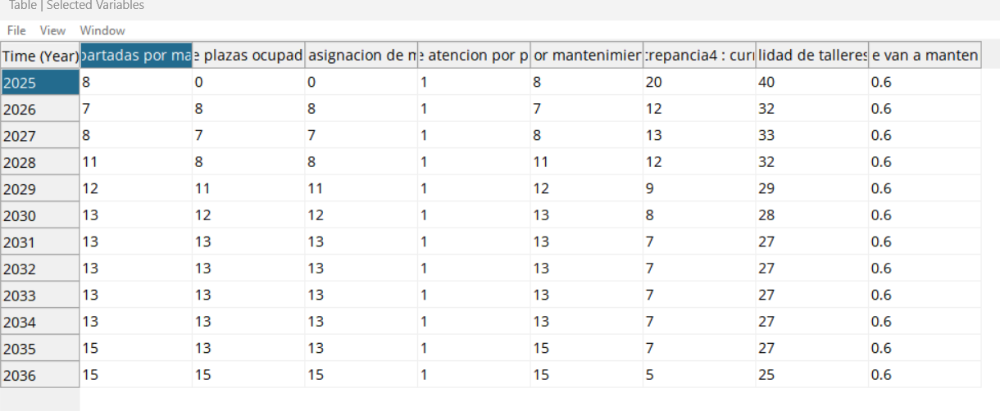 Table | Selected Variables
File View Window
Time (Year) partadas por ma e plazas ocupad asignacion de m e atencion por p or mantenimier crepancia4 : curr lidad de talleres e van a manten
2025 8 0 0 1 8 20 40 0.6
2026 7 8 8 1 7 12 32 0.6
2027 8 7 7 1 8 13 33 0.6
2028 11 8 8 1 11 12 32 0.6
2029 12 11 11 1 12 9 29 0.6
2030 13 12 12 1 13 8 28 0.6
2031 13 13 13 1 13 7 27 0.6
2032 13 13 13 1 13 7 27 0.6
2033 13 13 13 1 13 7 27 0.6
2034 13 13 13 1 13 7 27 0.6
2035 15 13 13 1 15 7 27 0.6
2036 15 15 15 1 15 5 25 0.6